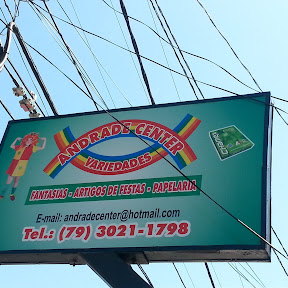 ANDRADE CENTER
VARIEDADES
FANTASIAS - ARTIGOS DE FESTAS - PAPELARIA
E-mail: andradecenter@hotmail.com
Tel.: (79) 3021-1798